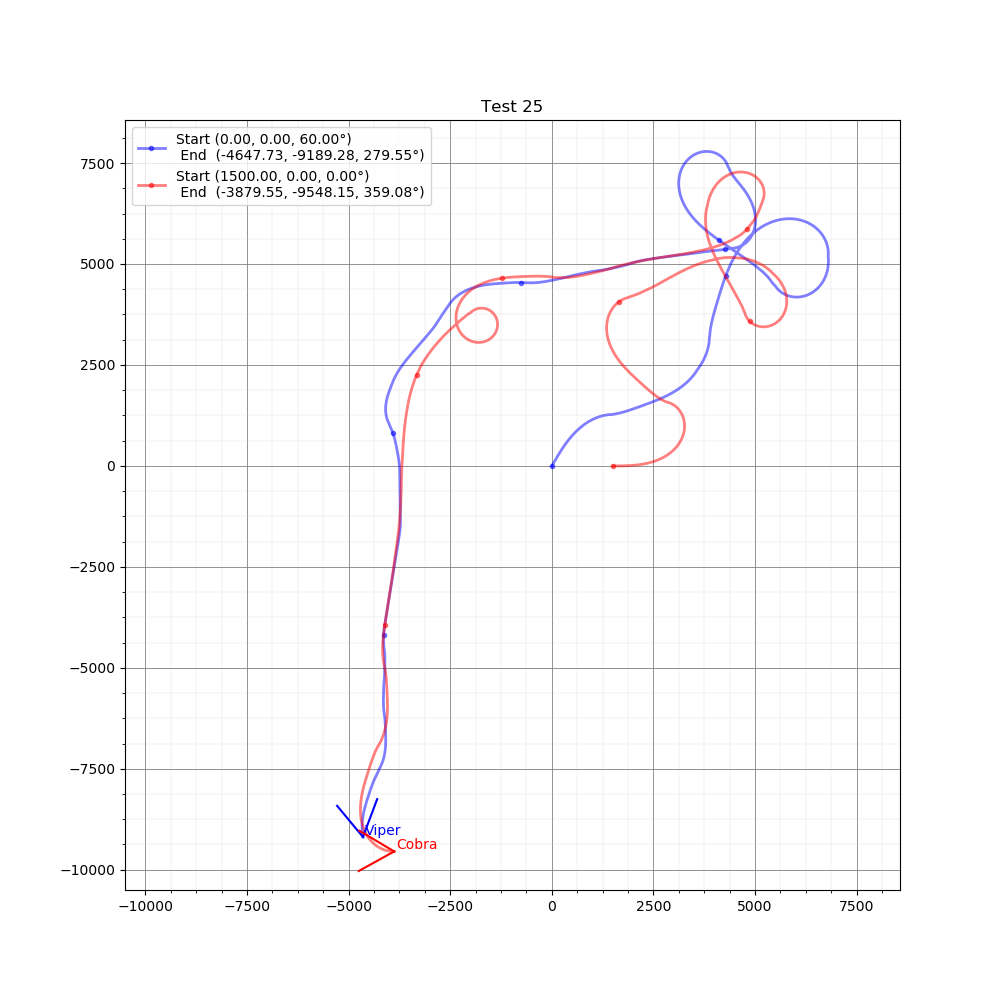 Test 25
Start (0.00, 0.00, 60.00°)
End (-4647.73, -9189.28, 279.55°)
Start (1500.00, 0.00, 0.00°)
End (-3879.55, -9548.15, 359.08°)
7500
5000
2500
0
−2500
−5000
−7500
−10000
Viper
Cobra
−10000 −7500 −5000 −2500 0 2500 5000 7500